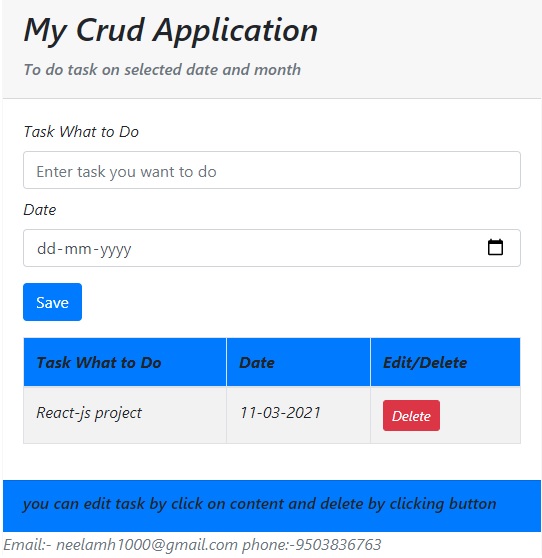 My Crud Application
To do task on selected date and month
Task What to Do
Enter task you want to do
Date
dd-mm-yyyy
Save
Task What to Do Date Edit/Delete
React-js project 11-03-2021 Delete
you can edit task by click on content and delete by clicking button
Email:- neelamh1000@gmail.com phone:-9503836763